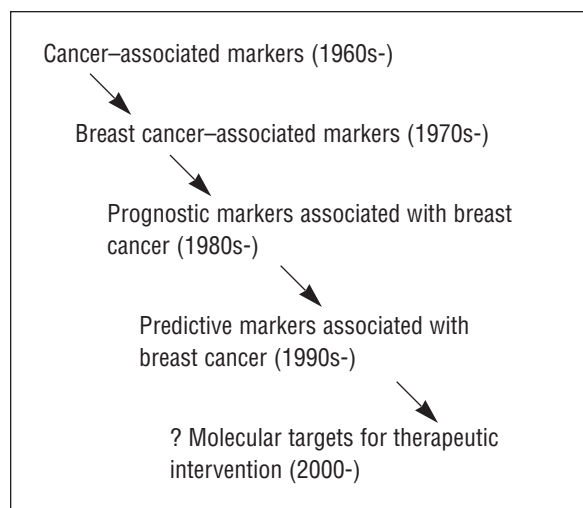 Cancer–associated markers (1960s-)
Breast cancer–associated markers (1970s-)
Prognostic markers associated with breast
cancer (1980s-)
Predictive markers associated with
breast cancer (1990s-)
? Molecular targets for therapeutic
intervention (2000-)